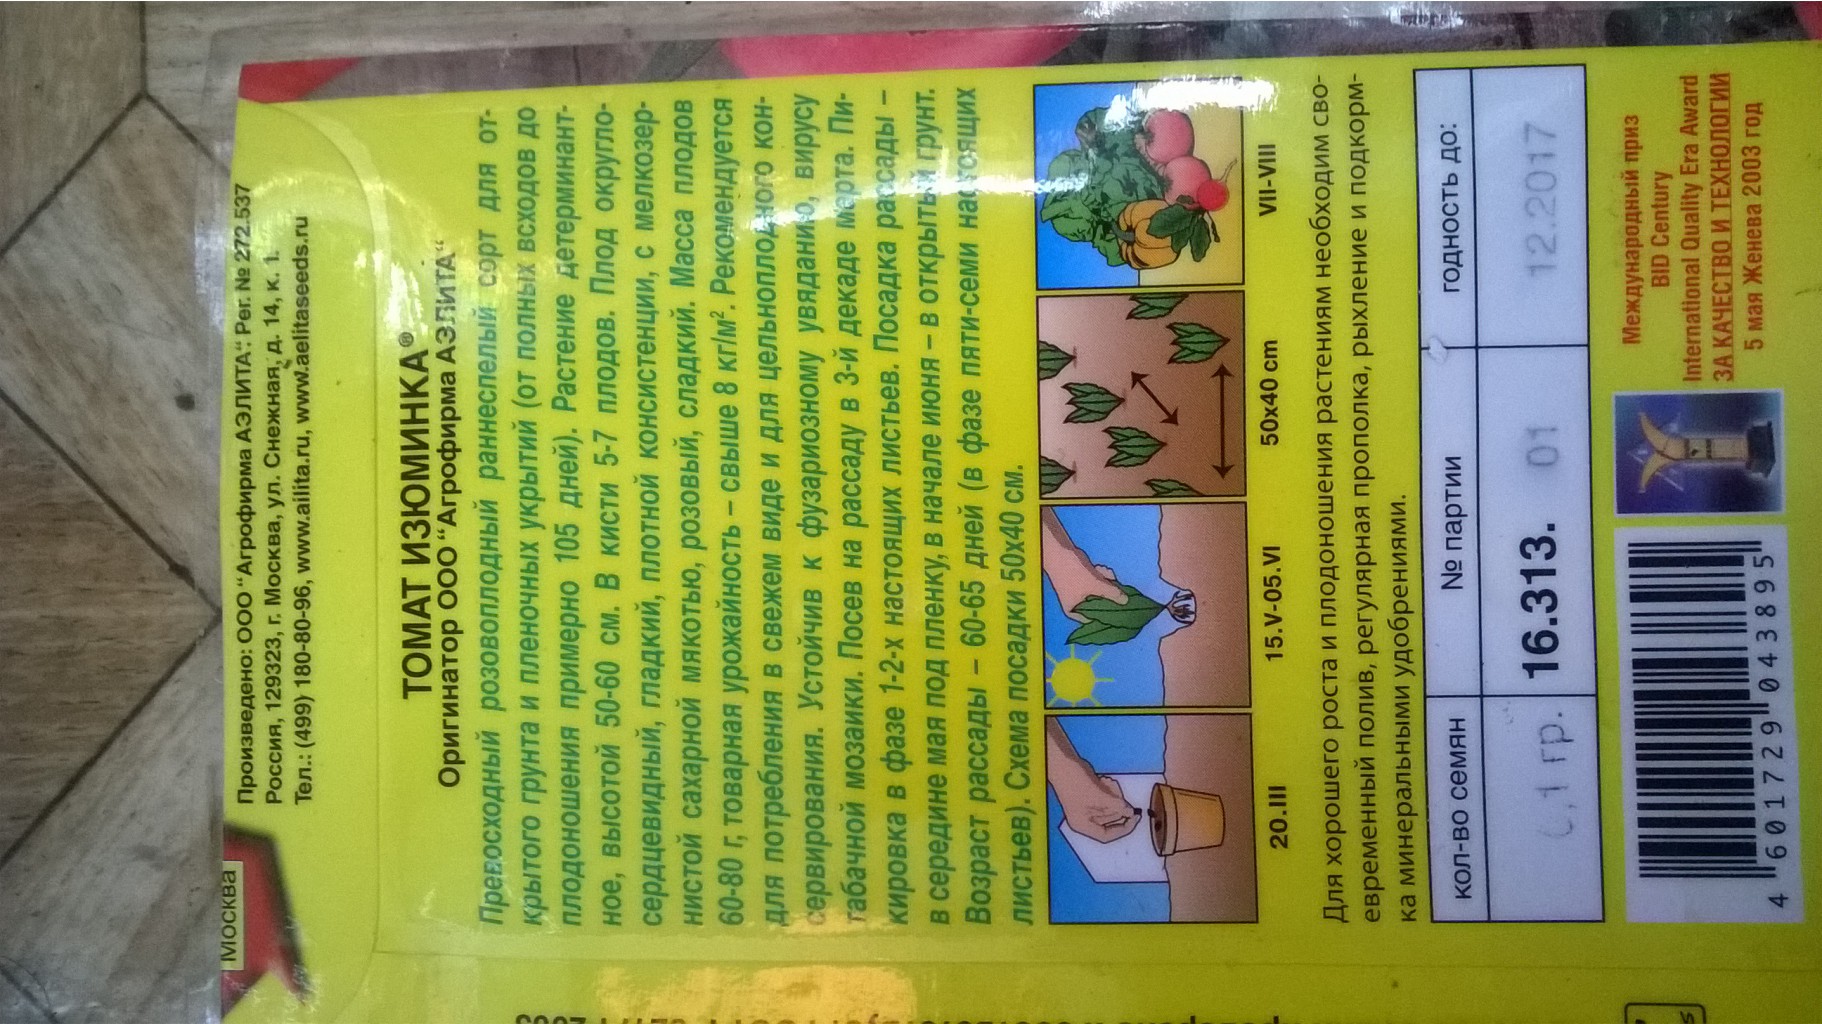 Москва
Произведено: ООО "Агрофирма АЭЛИТА": Рег. № 272.537
Россия, 129323, г. Москва, ул. Снежная, д. 14, к. 1.
Тел.: (499) 180-80-96, www.ailita.ru, www.aelitaseeds.ru
ТОМАТ ИЗЮМИНКА®
Оригинатор ООО "Агрофирма АЭЛИТА"
Превосходный розовоплодный раннеспелый сорт для от-
крытого грунта и пленочных укрытий (от полных всходов до
плодоношения примерно 105 дней). Растение детерминант-
ное, высотой 50-60 см. В кисти 5-7 плодов. Плод округло-
сердцевидный, гладкий, плотной консистенции, с мелкозер-
нистой сахарной мякотью, розовый, сладкий. Масса плодов
60-80 г, товарная урожайность – свыше 8 кг/м². Рекомендуется
для потребления в свежем виде и для цельноплодного кон-
сервирования. Устойчив к фузариозному увяданию, вирусу
табачной мозаики. Посев на рассаду в 3-й декаде марта. Пи-
кировка в фазе 1-2-х настоящих листьев. Посадка рассады –
в середине мая под пленку, в начале июня – в открытый грунт.
Возраст рассады – 60-65 дней (в фазе пяти-семи настоящих
листьев). Схема посадки 50х40 см.
20.III 15.V-05.VI 50x40 cm VII-VIII
Для хорошего роста и плодоношения растениям необходим сво-
евременный полив, регулярная прополка, рыхление и подкорм-
ка минеральными удобрениями.
кол-во семян № партии годность до:
0,1 гр. 16.313. 01 12.2017
4 601729 043895
Международный приз
BID Century
International Quality Era Award
ЗА КАЧЕСТВО И ТЕХНОЛОГИИ
5 мая Женева 2003 год